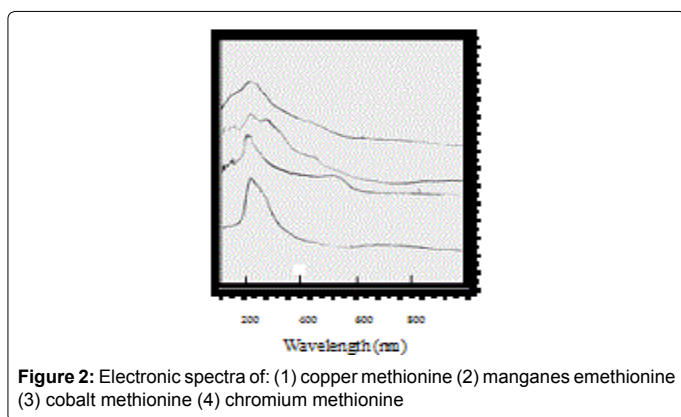 200 400 600 800
Wavelength (nm)
Figure 2: Electronic spectra of: (1) copper methionine (2) manganes emethionine
(3) cobalt methionine (4) chromium methionine